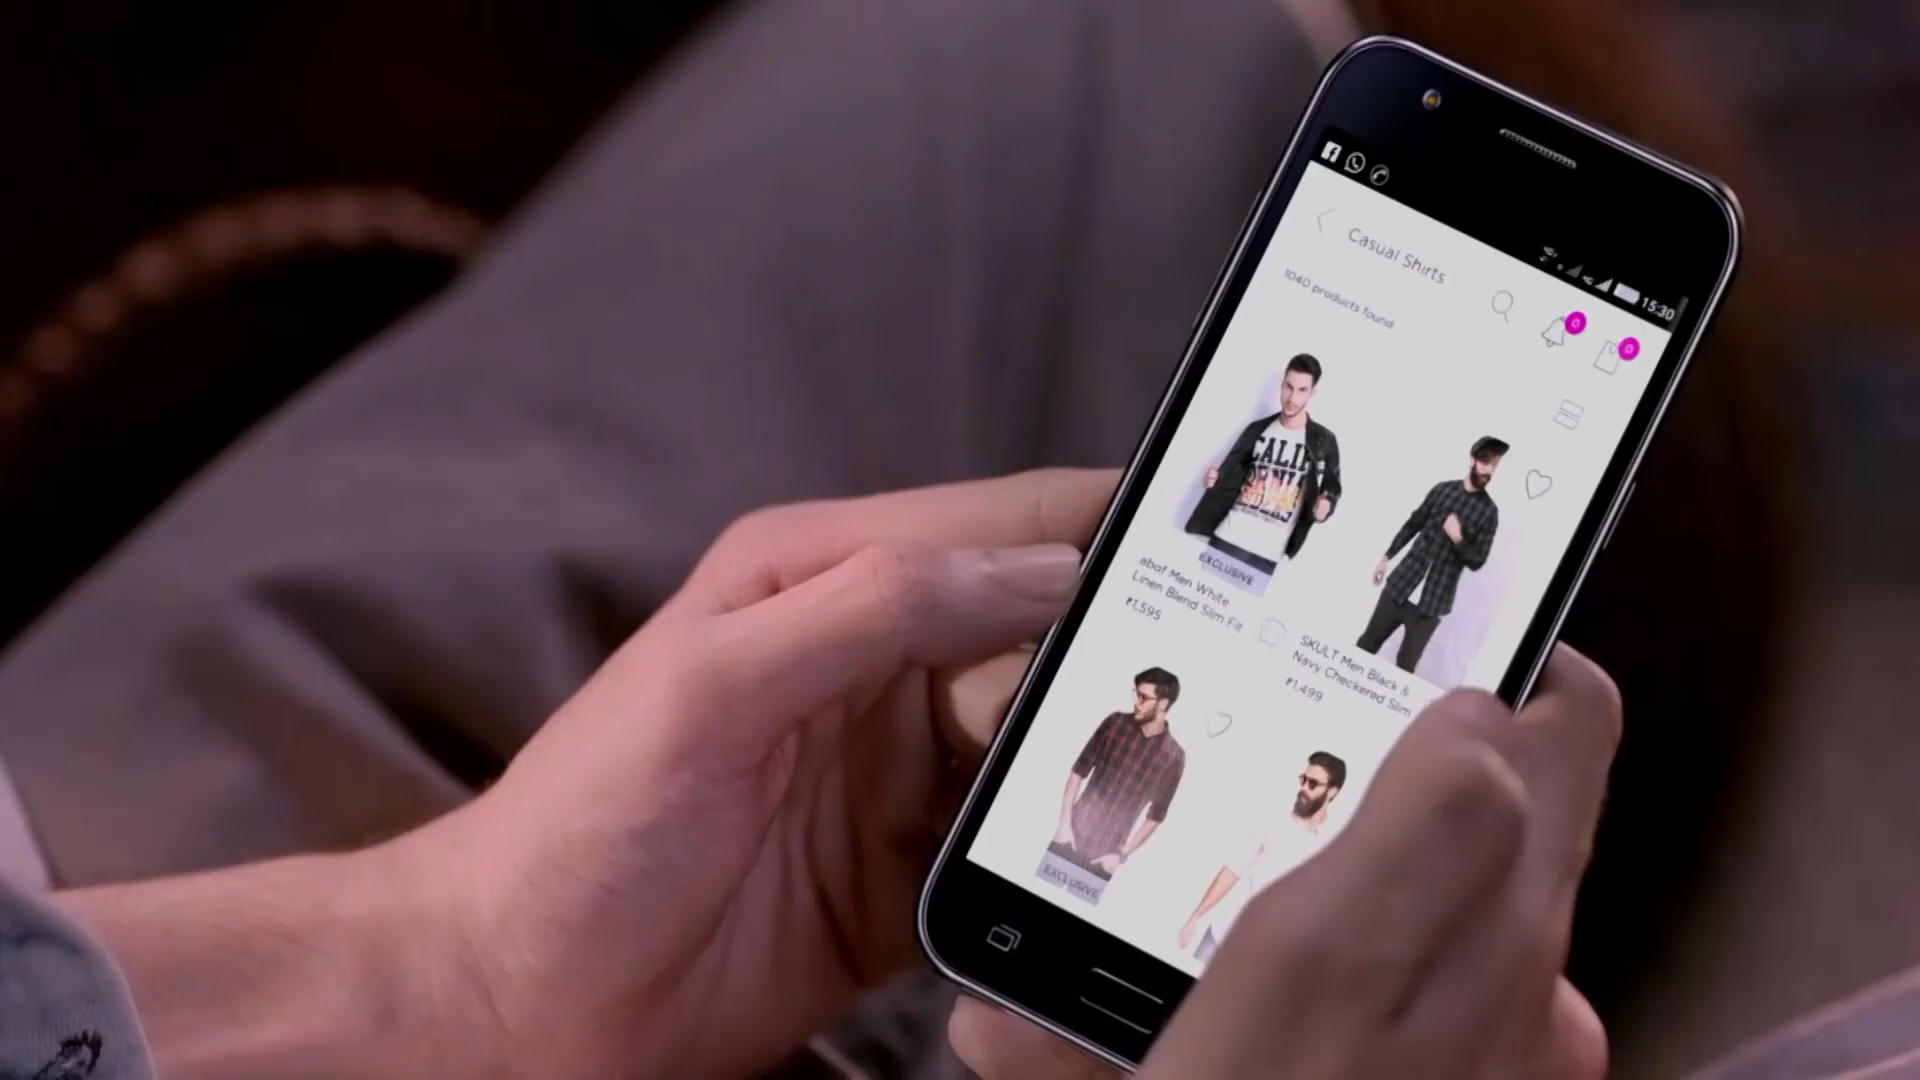 15:30
Casual Shirts
0
0
1040 products found
CALIF
EXCLUSIVE
abof Men White
Linen Blend Slim Fit
₹1,595
SKULT Men Black &
Navy Checkered Slim
₹1,499
EXCLUSIVE